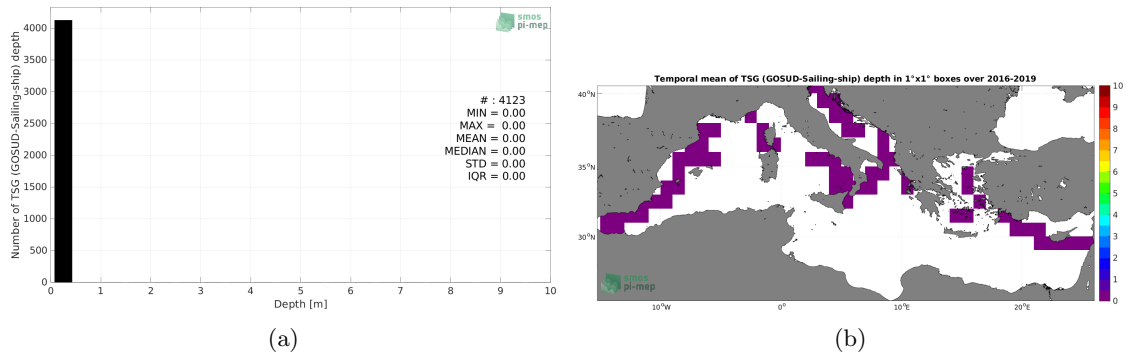 4000
3500
3000
2500
2000
1500
1000
500
0
Number of TSG (GOSUD-Sailing-ship) depth
smos
pi-mep
# : 4123
MIN = 0.00
MAX = 0.00
MEAN = 0.00
MEDIAN = 0.00
STD = 0.00
IQR = 0.00
0 1 2 3 4 5 6 7 8 9 10
Depth [m]
(a)
Temporal mean of TSG (GOSUD-Sailing-ship) depth in 1°x1° boxes over 2016-2019
40°N
35°N
30°N
10°W 0° 10°E 20°E
smos
pi-mep
10
9
8
7
6
5
4
3
2
1
0
(b)